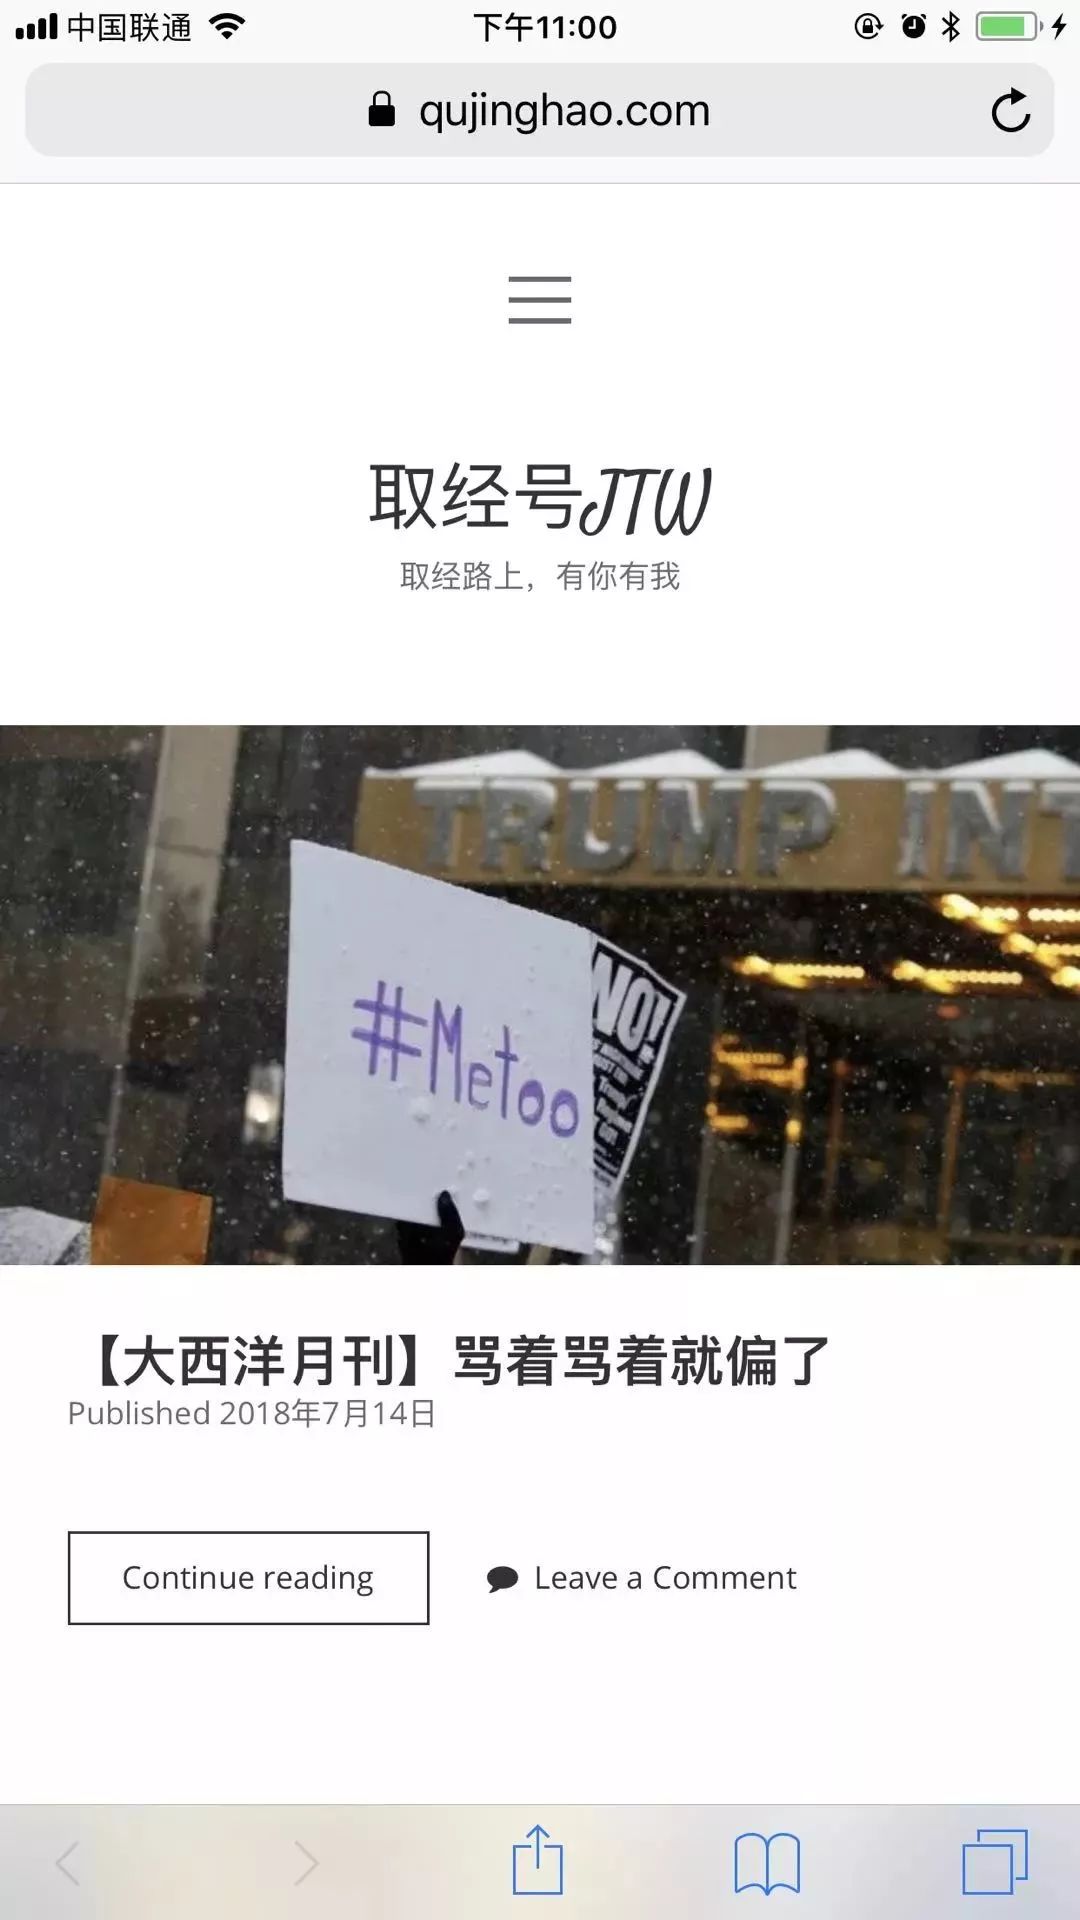 中国联通
下午11:00
qujinghao.com
取经号JTW
取经路上，有你有我
TRUMP INT
#Metoo
NO!
【大西洋月刊】骂着骂着就偏了
Published 2018年7月14日
Continue reading
Leave a Comment